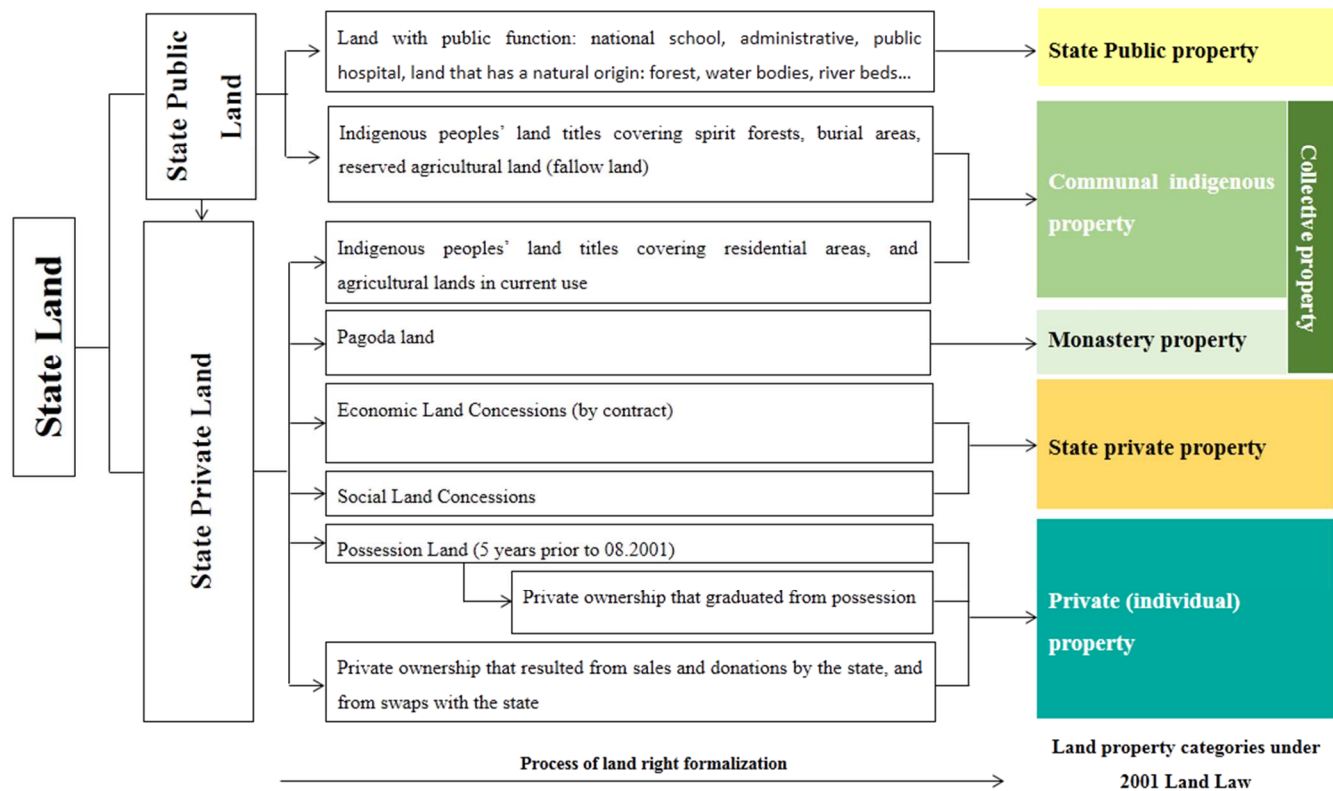 State Land
State Public
Land
State Private Land
Land with public function: national school, administrative, public
hospital, land that has a natural origin: forest, water bodies, river beds...
Indigenous peoples’ land titles covering spirit forests, burial areas,
reserved agricultural land (fallow land)
Indigenous peoples’ land titles covering residential areas, and
agricultural lands in current use
Pagoda land
Economic Land Concessions (by contract)
Social Land Concessions
Possession Land (5 years prior to 08.2001)
Private ownership that graduated from possession
Private ownership that resulted from sales and donations by the state, and
from swaps with the state
State Public property
Communal indigenous
property
Collective property
Monastery property
State private property
Private (individual)
property
Process of land right formalization
Land property categories under
2001 Land Law